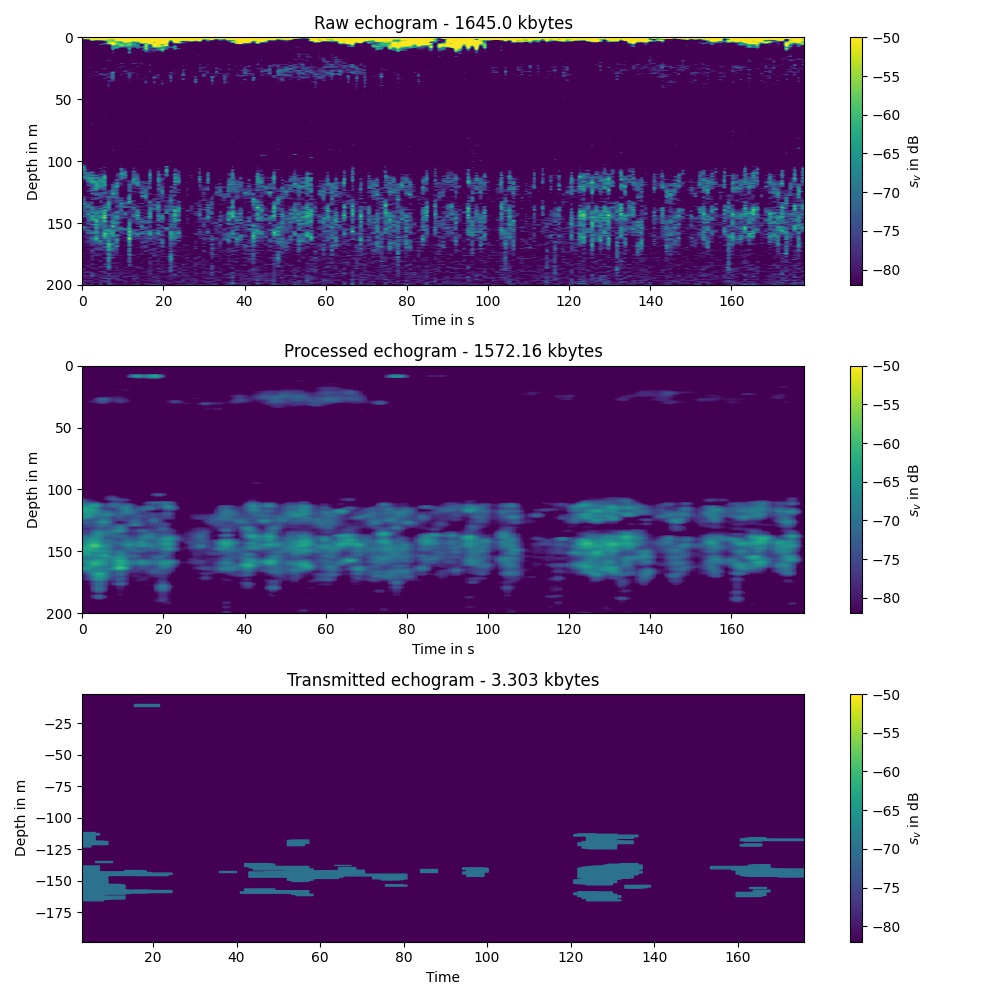 Raw echogram - 1645.0 kbytes
0
50
100
150
200
Depth in m
0 20 40 60 80 100 120 140 160
Time in s
−50
−55
−60
−65
−70
−75
−80
sv in dB
Processed echogram - 1572.16 kbytes
0
50
100
150
200
Depth in m
0 20 40 60 80 100 120 140 160
Time in s
−50
−55
−60
−65
−70
−75
−80
sv in dB
Transmitted echogram - 3.303 kbytes
−25
−50
−75
−100
−125
−150
−175
Depth in m
20 40 60 80 100 120 140 160
Time
−50
−55
−60
−65
−70
−75
−80
sv in dB